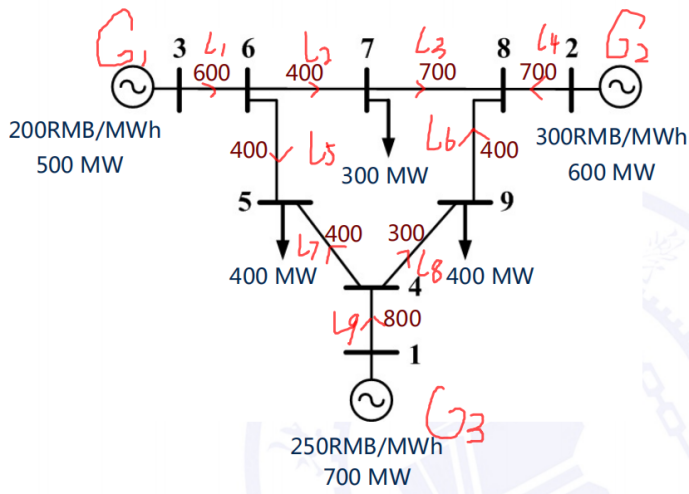 G1 3 L1 6 L2 7 L3 8 L4 2 G2
600 400 700 700
200RMB/MWh
500 MW
300RMB/MWh
600 MW
400 L5
300 MW
L6 400
5 9
400 MW
L7 400
300 L8
400 MW
4
L9 800
1
G3
250RMB/MWh
700 MW